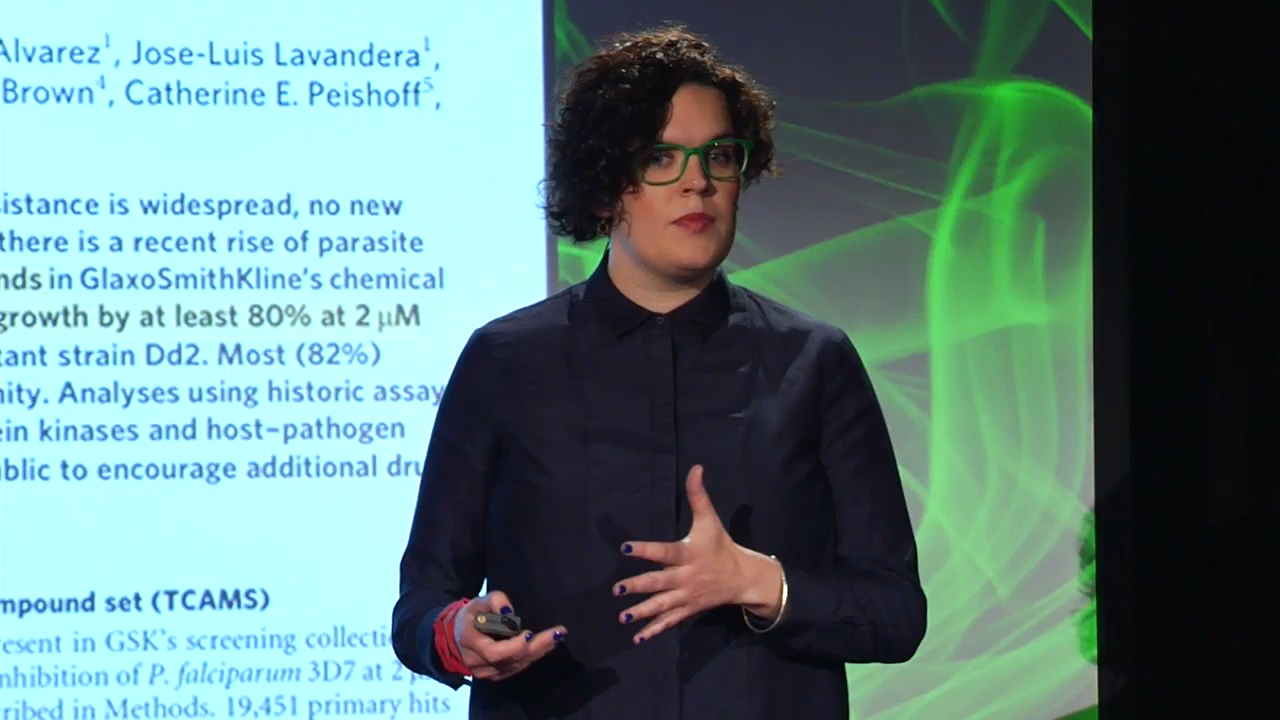 Alvarez¹, Jose-Luis Lavandera¹,
Brown⁴, Catherine E. Peishoff⁵,
sistance is widespread, no new
there is a recent rise of parasite
nds in GlaxoSmithKline's chemical
growth by at least 80% at 2 μM
tant strain Dd2. Most (82%)
nity. Analyses using historic assay
ein kinases and host–pathogen
ublic to encourage additional dru
mpound set (TCAMS)
resent in GSK's screening collecti
nhibition of P. falciparum 3D7 at 2 μ
ribed in Methods. 19,451 primary hits